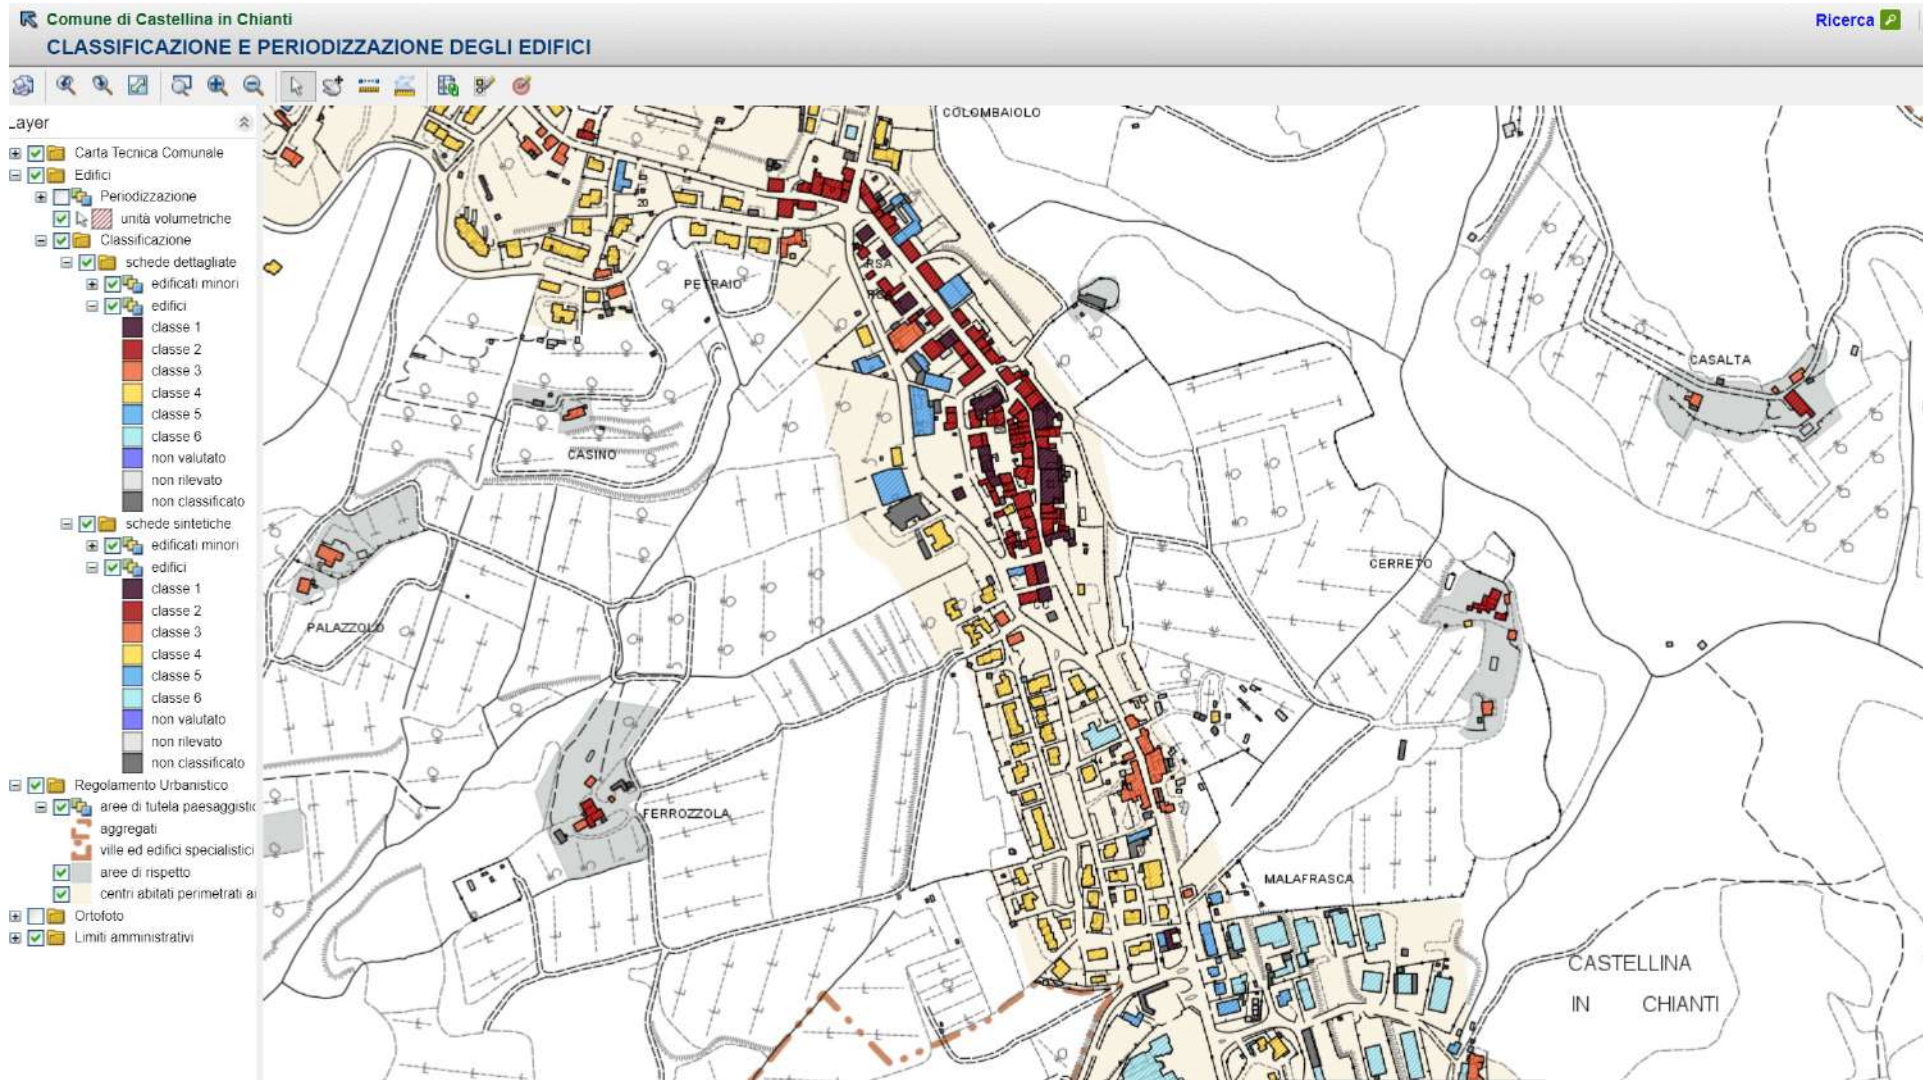 Comune di Castellina in Chianti
Ricerca
CLASSIFICAZIONE E PERIODIZZAZIONE DEGLI EDIFICI
Layer
Carta Tecnica Comunale
Edifici
Periodizzazione
unità volumetriche
Classificazione
schede dettagliate
edificati minori
edifici
classe 1
classe 2
classe 3
classe 4
classe 5
classe 6
non valutato
non rilevato
non classificato
schede sintetiche
edificati minori
edifici
classe 1
classe 2
classe 3
classe 4
classe 5
classe 6
non valutato
non rilevato
non classificato
Regolamento Urbanistico
aree di tutela paesaggistic
aggregati
ville ed edifici specialistici
aree di rispetto
centri abitati perimetrati ai
Ortofoto
Limiti amministrativi
COLOMBAIOLO
20
RSA
PETRAIO
CASALTA
CASINO
CERRETO
PALAZZOLO
FERROZZOLA
MALAFRASCA
CASTELLINA
IN CHIANTI